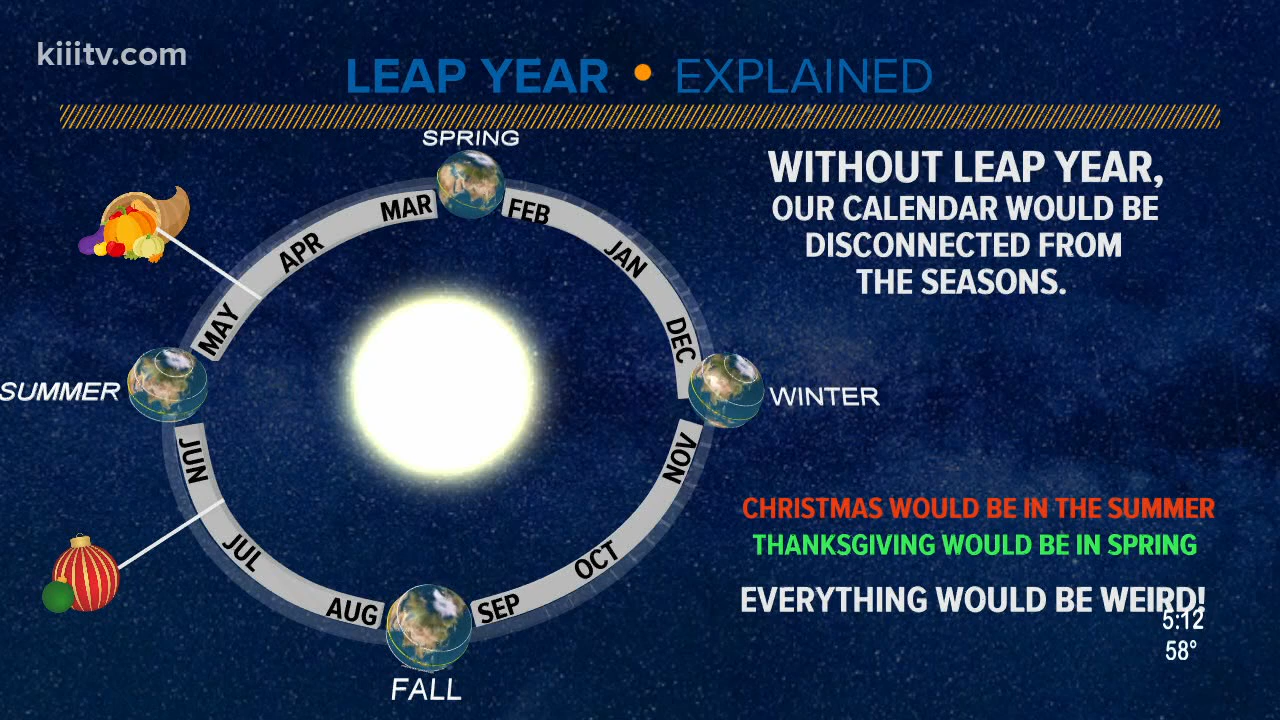 kiiitv.com
LEAP YEAR • EXPLAINED
SPRING
WITHOUT LEAP YEAR,
OUR CALENDAR WOULD BE
DISCONNECTED FROM
THE SEASONS.
MAR
FEB
APR
JAN
MAY
DEC
SUMMER
WINTER
JUN
NOV
JUL
OCT
AUG
SEP
FALL
CHRISTMAS WOULD BE IN THE SUMMER
THANKSGIVING WOULD BE IN SPRING
EVERYTHING WOULD BE WEIRD!
5:12
58°